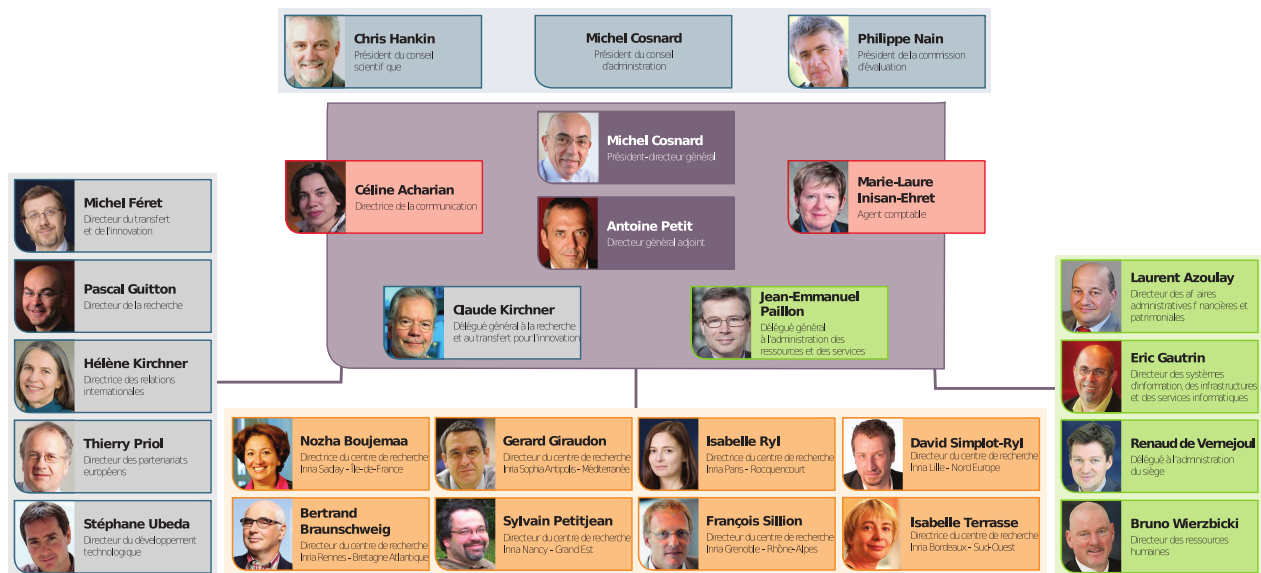 Chris Hankin
Président du conseil
scientif que
Michel Cosnard
Président du conseil
d'administration
Philippe Nain
Président de la commission
d'évaluation
Michel Cosnard
Président-directeur général
Céline Acharian
Directrice de la communication
Marie-Laure
Inisan-Ehret
Agent comptable
Antoine Petit
Directeur général adjoint
Claude Kirchner
Délégué général à la recherche
et au transfert pour l'innovation
Jean-Emmanuel
Paillon
Délégué général
à l'administration des
ressources et des services
Michel Féret
Directeur du transfert
et de l'innovation
Pascal Guitton
Directeur de la recherche
Hélène Kirchner
Directrice des relations
internationales
Thierry Priol
Directeur des partenariats
européens
Stéphane Ubeda
Directeur du développerment
technologique
Nozha Boujemaa
Directrice du centre de recherche
Inria Saclay - Île-de-France
Gerard Giraudon
Directeur du centre de recherche
Inria Sophia Antipolis - Méditerranée
Isabelle Ryl
Directrice du centre de recherche
Inria Paris - Rocquencourt
David Simplot-Ryl
Directeur du centre de recherche
Inria Lille - Nord Europe
Bertrand
Braunschweig
Directeur du centre de recherche
Inria Rennes - Bretagne Atlantique
Sylvain Petitjean
Directeur du centre de recherche
Inria Nancy - Grand Est
François Sillion
Directeur du centre de recherche
Inria Grenoble - Rhône-Alpes
Isabelle Terrasse
Directrice du centre de recherche
Inria Bordeaux - Sud-Ouest
Laurent Azoulay
Directeur des af aires
administratives f nancières et
patrimoniales
Eric Gautrin
Directeur des systèmes
d'information, des infrastructures
et des services informatiques
Renaud de Vernejoul
Délégué à l'administration
du siège
Bruno Wierzbicki
Directeur des ressources
humaines